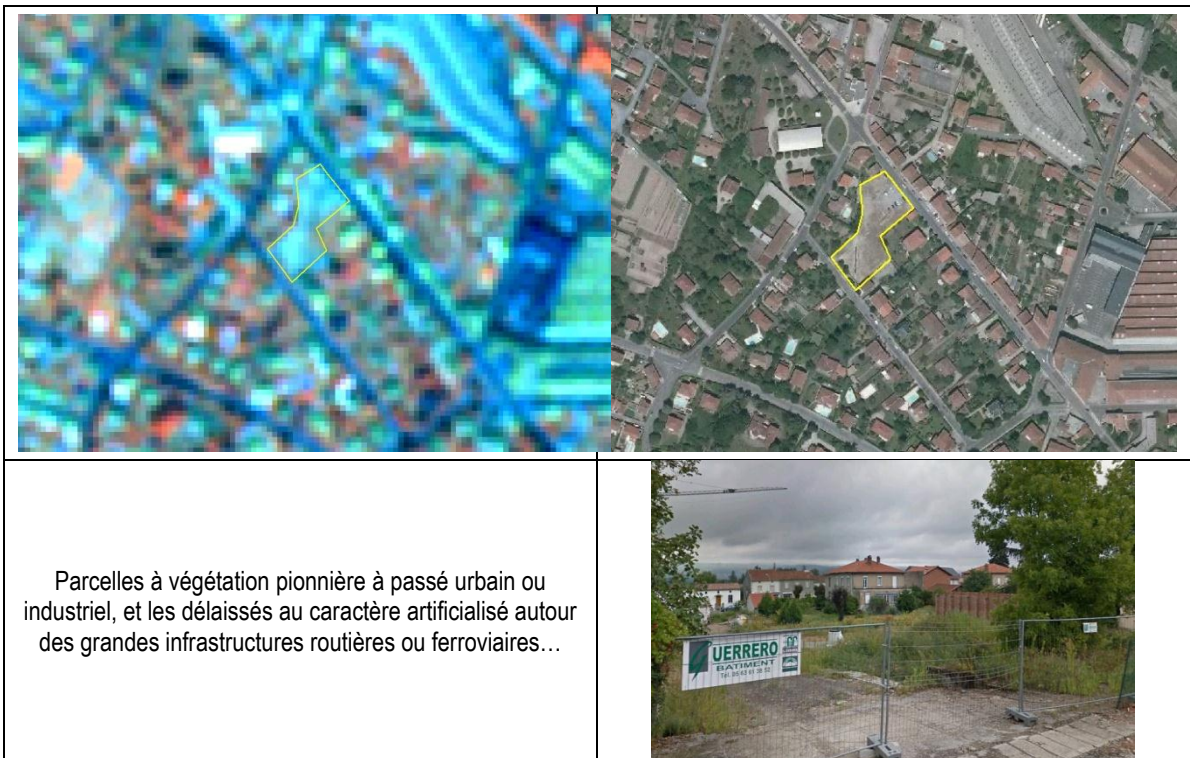 Parcelles à végétation pionnière à passé urbain ou
industriel, et les délaissés au caractère artificialisé autour
des grandes infrastructures routières ou ferroviaires…
GUERRERO
BATIMENT